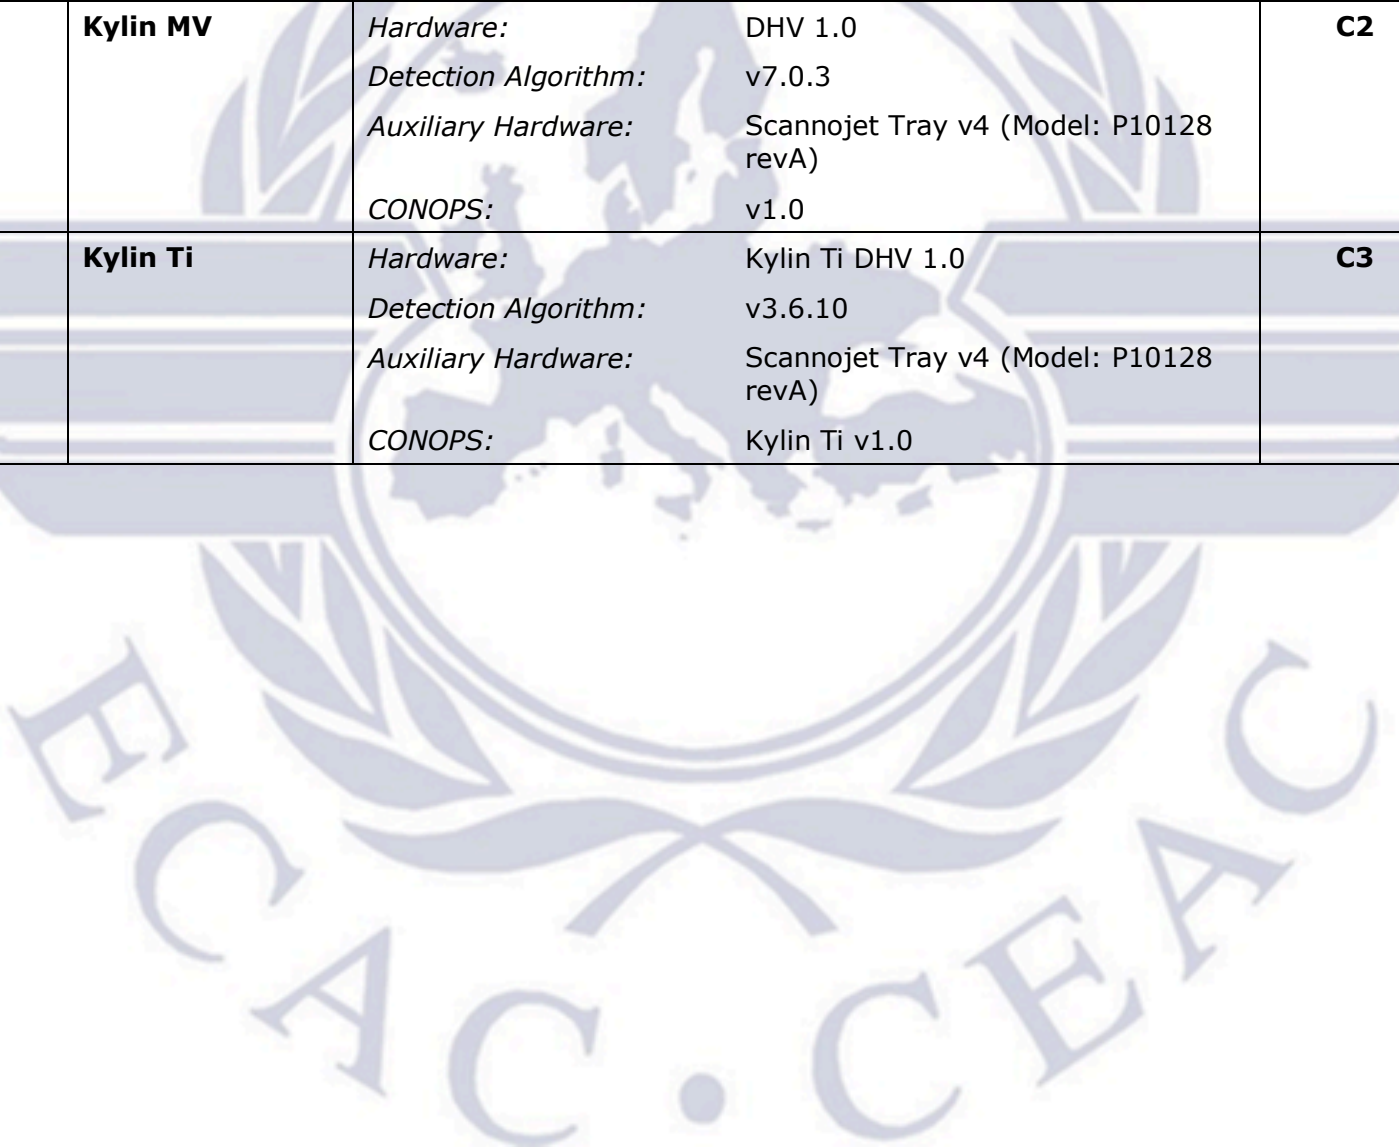 Kylin MV Hardware: DHV 1.0 C2
Detection Algorithm: v7.0.3
Auxiliary Hardware: Scannojet Tray v4 (Model: P10128
revA)
CONOPS: v1.0
Kylin Ti Hardware: Kylin Ti DHV 1.0 C3
Detection Algorithm: v3.6.10
Auxiliary Hardware: Scannojet Tray v4 (Model: P10128
revA)
CONOPS: Kylin Ti v1.0
ECAC • CEAC